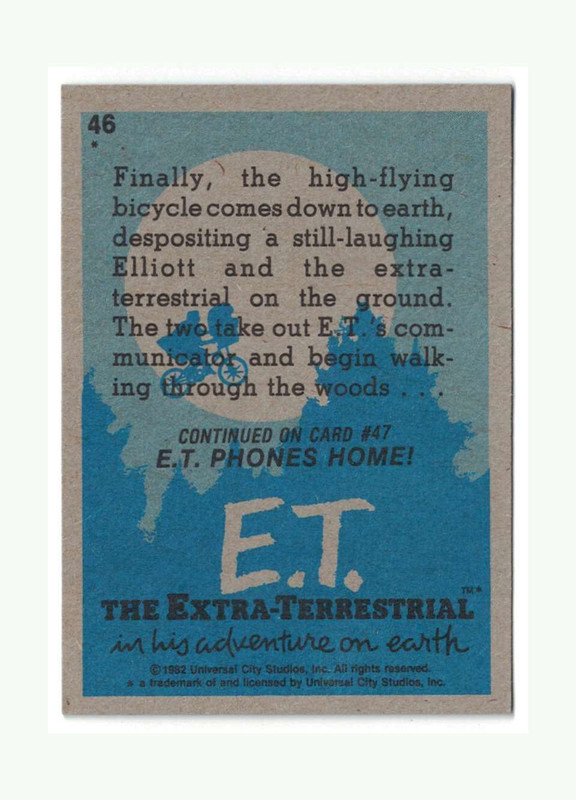 46
*
Finally, the high-flying
bicycle comes down to earth,
despositing a still-laughing
Elliott and the extra-
terrestrial on the ground.
The two take out E.T.'s com-
municator and begin walk-
ing through the woods . . .
CONTINUED ON CARD #47
E.T. PHONES HOME!
E.T.
THE EXTRA-TERRESTRIAL™*
in his adventure on earth
© 1982 Universal City Studios, Inc. All rights reserved.
* a trademark of and licensed by Universal City Studios, Inc.